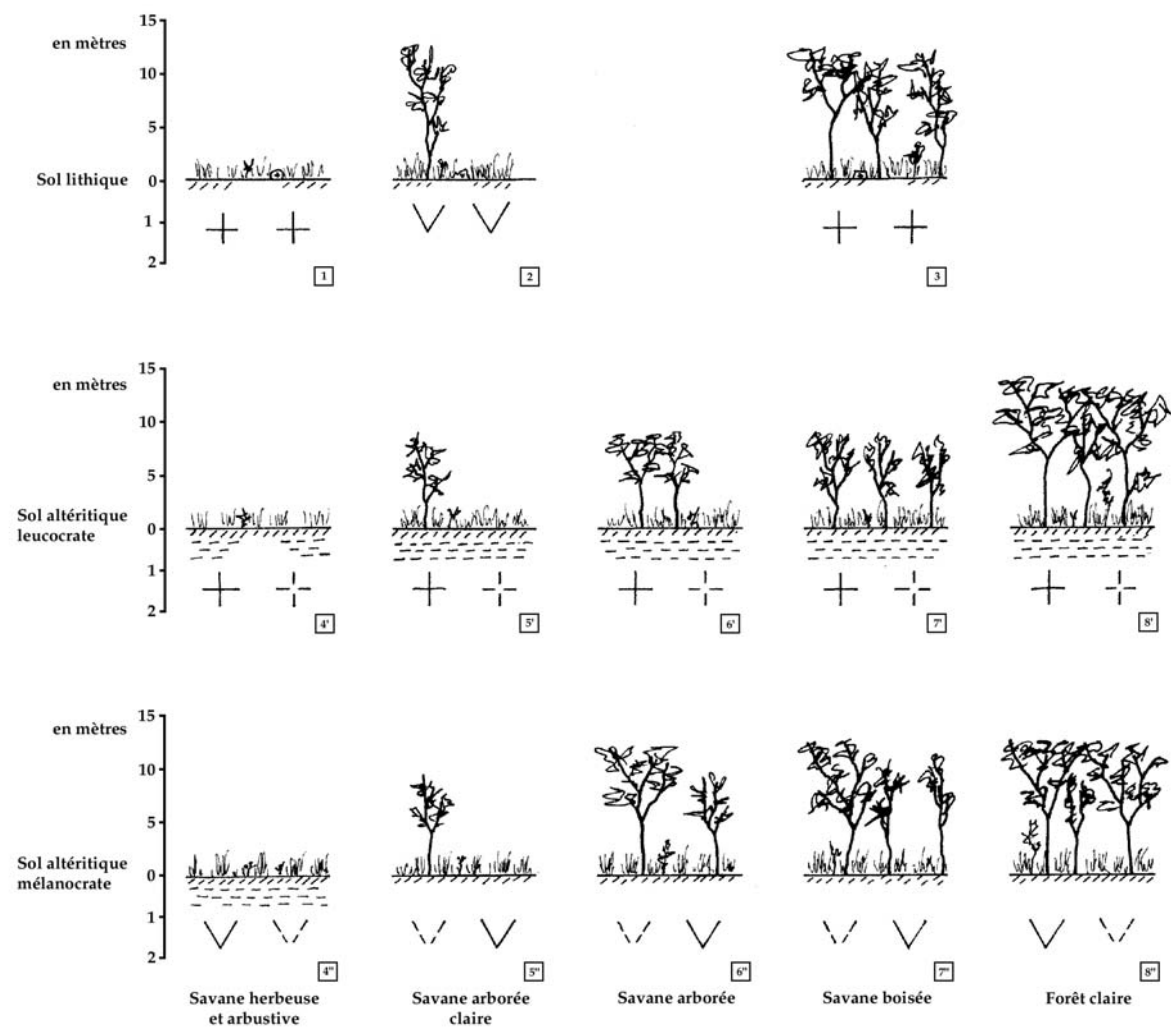 15
en mètres
10
5
Sol lithique
0
1
2
1
2
3
15
en mètres
10
5
Sol altéritique
leucocrate
0
1
2
4'
5'
6'
7'
8'
15
en mètres
10
5
Sol altéritique
mélanocrate
0
1
2
4"
5"
6"
7"
8"
Savane herbeuse
et arbustive
Savane arborée
claire
Savane arborée
Savane boisée
Forêt claire